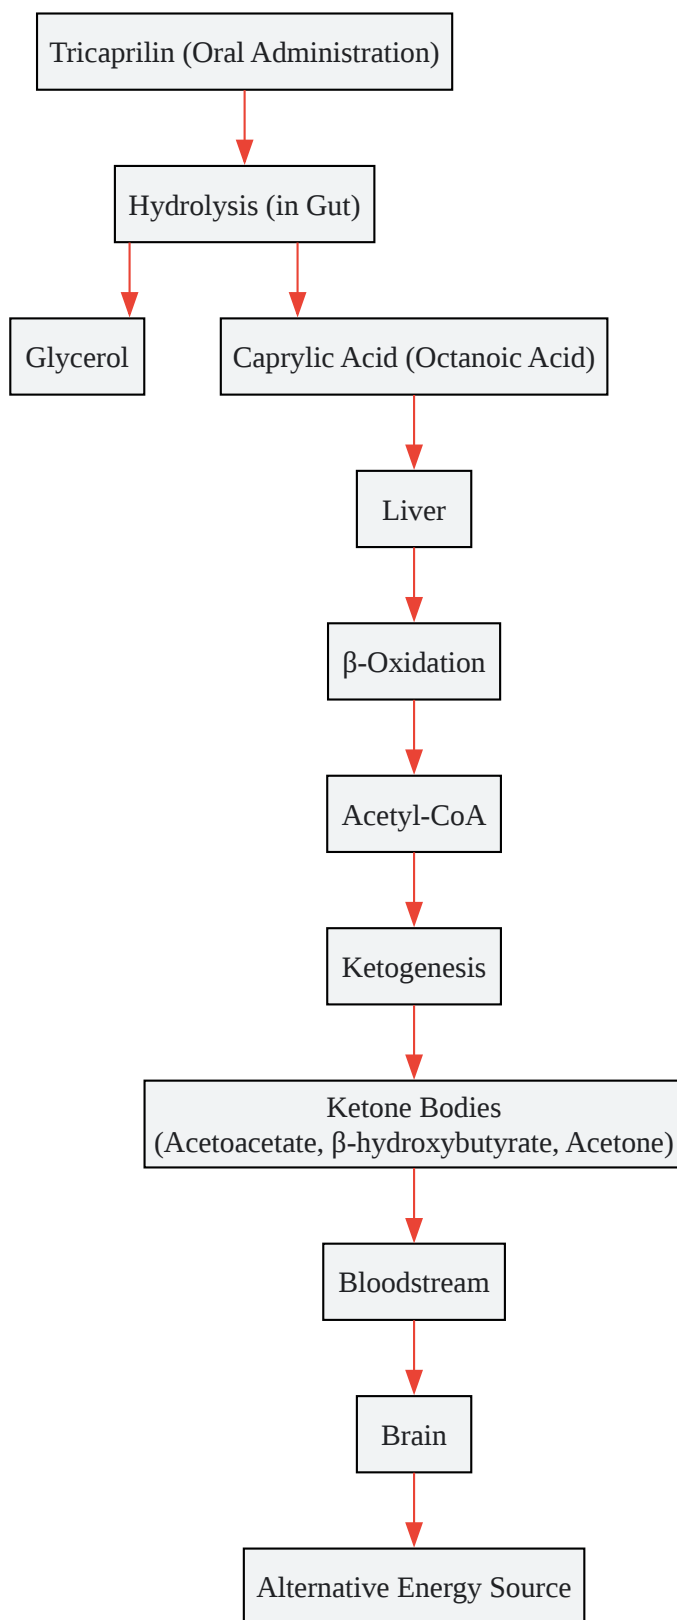 Tricaprilin (Oral Administration)
Hydrolysis (in Gut)
Glycerol
Caprylic Acid (Octanoic Acid)
Liver
β-Oxidation
Acetyl-CoA
Ketogenesis
Ketone Bodies
(Acetoacetate, β-hydroxybutyrate, Acetone)
Bloodstream
Brain
Alternative Energy Source